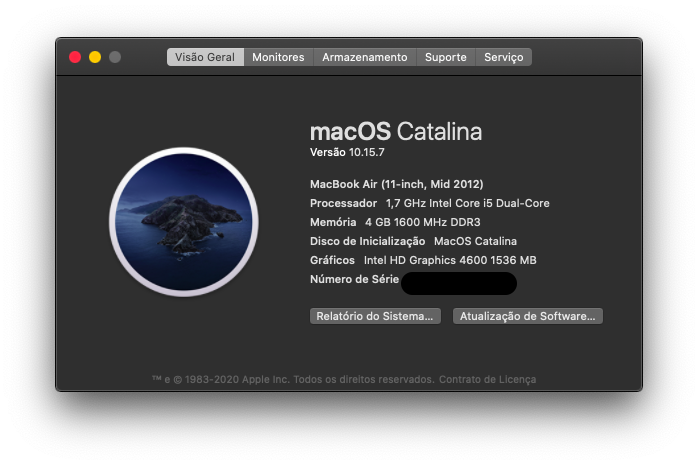 Visão Geral Monitores Armazenamento Suporte Serviço
macOS Catalina
Versão 10.15.7
MacBook Air (11-inch, Mid 2012)
Processador 1,7 GHz Intel Core i5 Dual-Core
Memória 4 GB 1600 MHz DDR3
Disco de Inicialização MacOS Catalina
Gráficos Intel HD Graphics 4600 1536 MB
Número de Série
Relatório do Sistema... Atualização de Software...
™ e © 1983-2020 Apple Inc. Todos os direitos reservados. Contrato de Licença